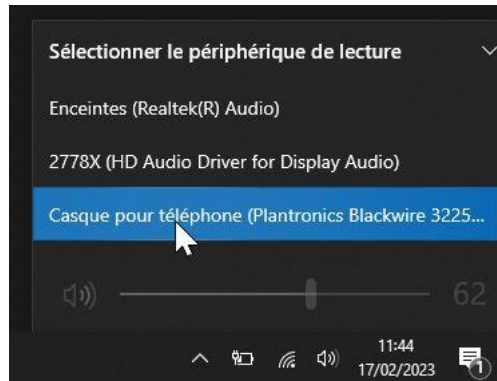 Sélectionner le périphérique de lecture
Enceintes (Realtek(R) Audio)
2778X (HD Audio Driver for Display Audio)
Casque pour téléphone (Plantronics Blackwire 3225...
62
11:44
17/02/2023
1